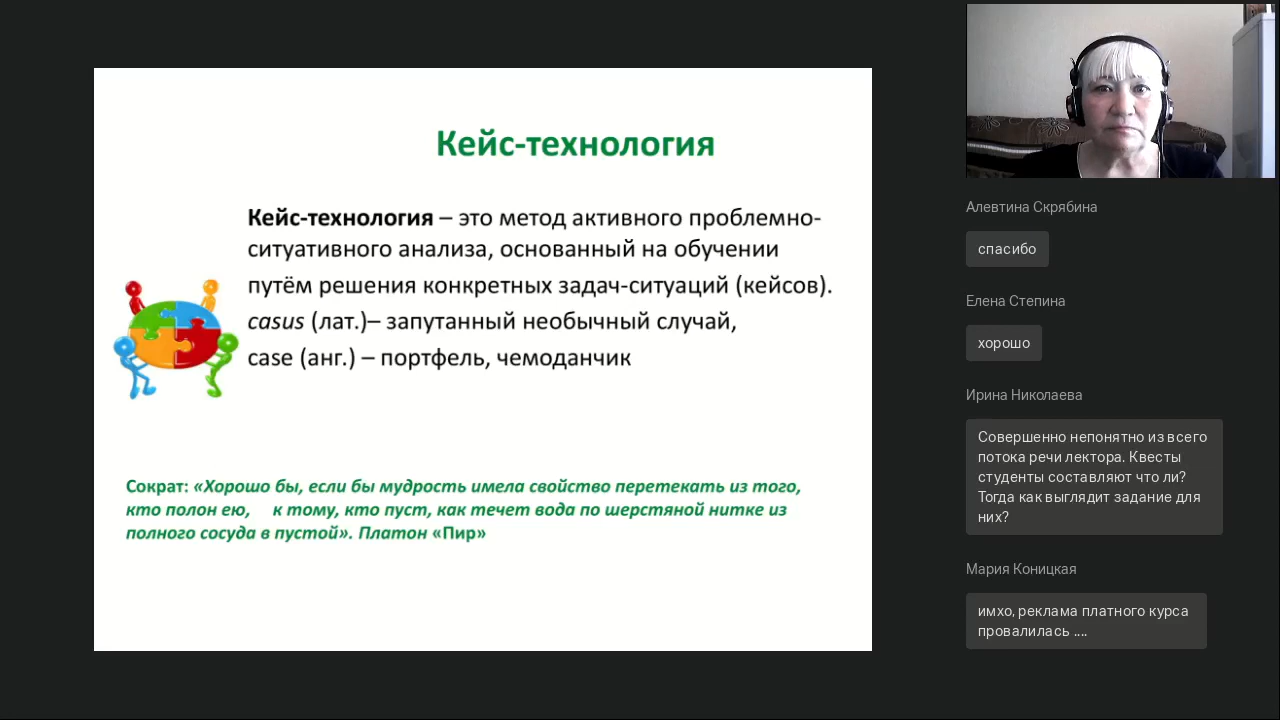 Кейс-технология
Кейс-технология – это метод активного проблемно-
ситуативного анализа, основанный на обучении
путём решения конкретных задач-ситуаций (кейсов).
casus (лат.)– запутанный необычный случай,
case (анг.) – портфель, чемоданчик
Сократ: «Хорошо бы, если бы мудрость имела свойство перетекать из того,
кто полон ею, к тому, кто пуст, как течет вода по шерстяной нитке из
полного сосуда в пустой». Платон «Пир»
Алевтина Скрябина
спасибо
Елена Степина
хорошо
Ирина Николаева
Совершенно непонятно из всего
потока речи лектора. Квесты
студенты составляют что ли?
Тогда как выглядит задание для
них?
Мария Коницкая
имхо, реклама платного курса
провалилась ....